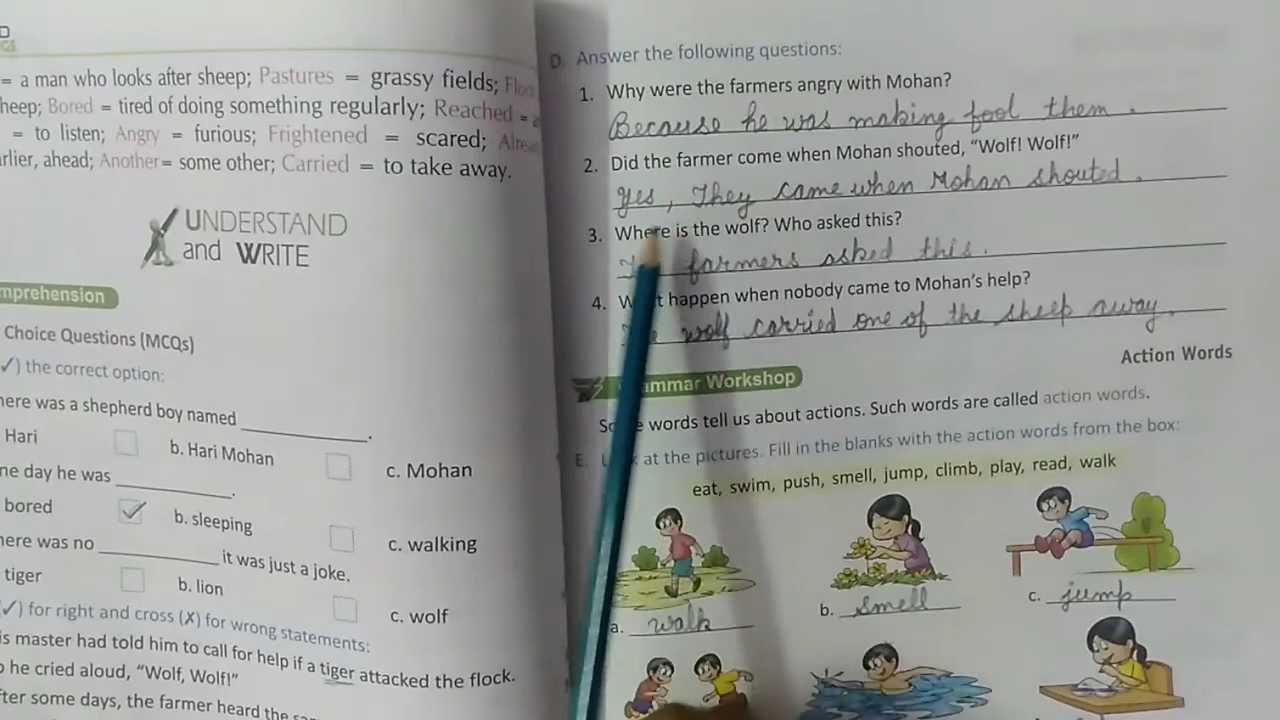 = a man who looks after sheep; Pastures = grassy fields;
heep; Bored = tired of doing something regularly; Reached =
= to listen; Angry = furious; Frightened = scared;
rlier, ahead; Another = some other; Carried = to take away.
UNDERSTAND
and WRITE
mprehension
Choice Questions (MCQs)
✓) the correct option:
here was a shepherd boy named ________.
Hari b. Hari Mohan c. Mohan
ne day he was ________.
bored ✓ b. sleeping c. walking
here was no ________ it was just a joke.
tiger b. lion c. wolf
✓) for right and cross (✗) for wrong statements:
is master had told him to call for help if a tiger attacked the flock.
o he cried aloud, “Wolf, Wolf!”
fter some days, the farmer heard the
D. Answer the following questions:
1. Why were the farmers angry with Mohan?
Because he was making fool them.
2. Did the farmer come when Mohan shouted, “Wolf! Wolf!”
Yes, They came when Mohan shouted.
3. Where is the wolf? Who asked this?
farmers asked this.
4. What happen when nobody came to Mohan’s help?
wolf carried one of the sheep away.
Action Words
Grammar Workshop
Some words tell us about actions. Such words are called action words.
E. Look at the pictures. Fill in the blanks with the action words from the box:
eat, swim, push, smell, jump, climb, play, read, walk
a. walk b. smell c. jump